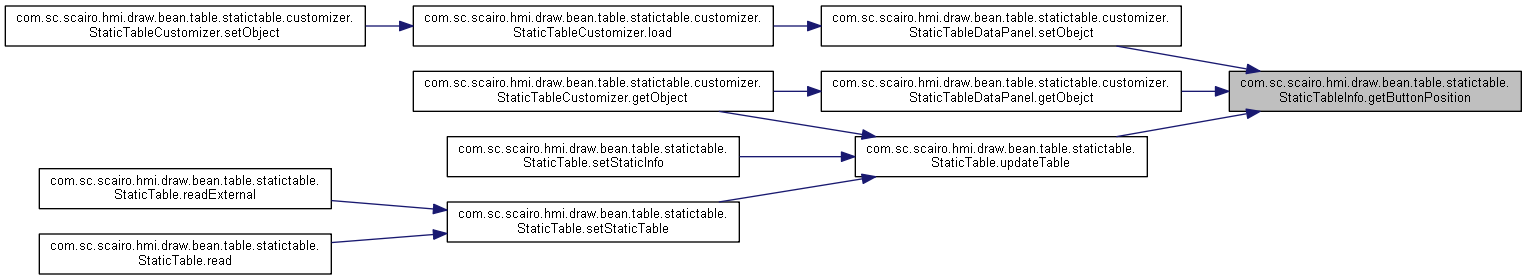 com.sc.scairo.hmi.draw.bean.table.statictable.customizer.
StaticTableCustomizer.setObject
com.sc.scairo.hmi.draw.bean.table.statictable.customizer.
StaticTableCustomizer.load
com.sc.scairo.hmi.draw.bean.table.statictable.customizer.
StaticTableDataPanel.setObejct
com.sc.scairo.hmi.draw.bean.table.statictable.customizer.
StaticTableCustomizer.getObject
com.sc.scairo.hmi.draw.bean.table.statictable.customizer.
StaticTableDataPanel.getObejct
com.sc.scairo.hmi.draw.bean.table.statictable.
StaticTableInfo.getButtonPosition
com.sc.scairo.hmi.draw.bean.table.statictable.
StaticTable.setStaticInfo
com.sc.scairo.hmi.draw.bean.table.statictable.
StaticTable.updateTable
com.sc.scairo.hmi.draw.bean.table.statictable.
StaticTable.readExternal
com.sc.scairo.hmi.draw.bean.table.statictable.
StaticTable.setStaticTable
com.sc.scairo.hmi.draw.bean.table.statictable.
StaticTable.read